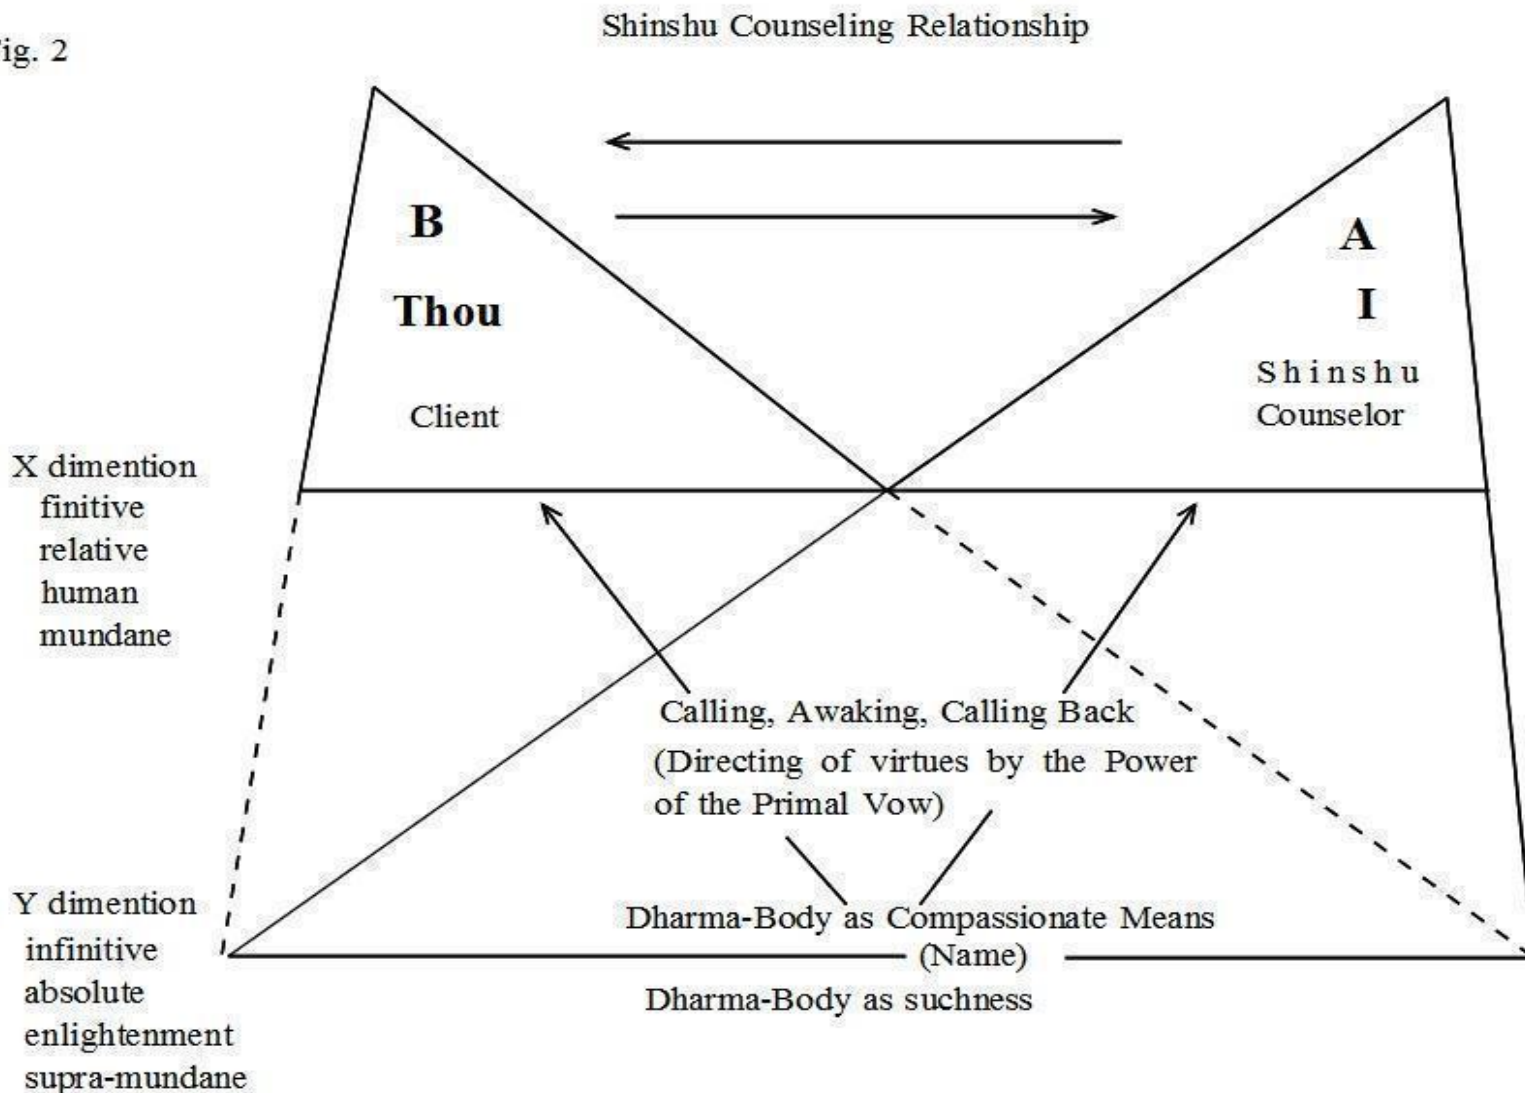 Shinshu Counseling Relationship
ig. 2
B
Thou
Client
A
I
Shinshu
Counselor
X dimention
finitive
relative
human
mundane
Calling, Awaking, Calling Back
(Directing of virtues by the Power
of the Primal Vow)
Y dimention
infinitive
absolute
enlightenment
supra-mundane
Dharma-Body as Compassionate Means
(Name)
Dharma-Body as suchness